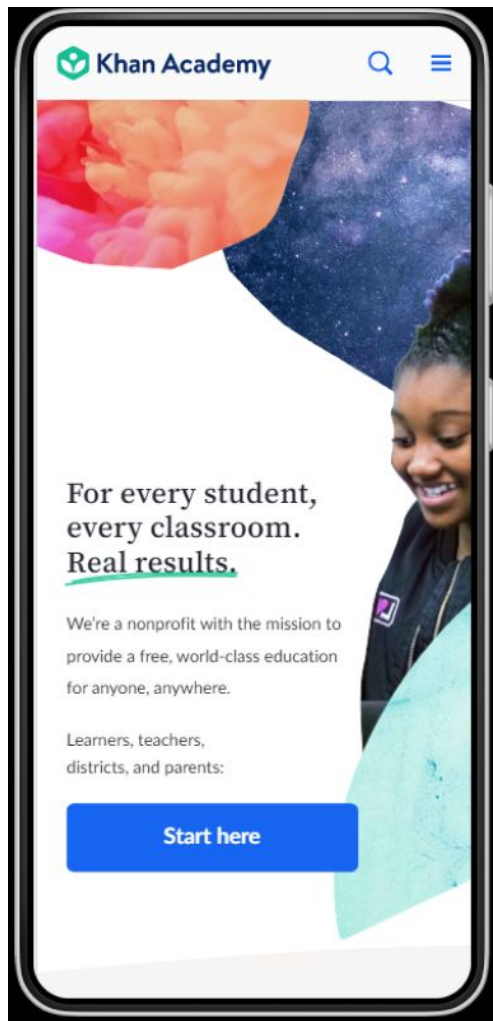 Khan Academy
For every student,
every classroom.
Real results.
We're a nonprofit with the mission to
provide a free, world-class education
for anyone, anywhere.
Learners, teachers,
districts, and parents:
Start here